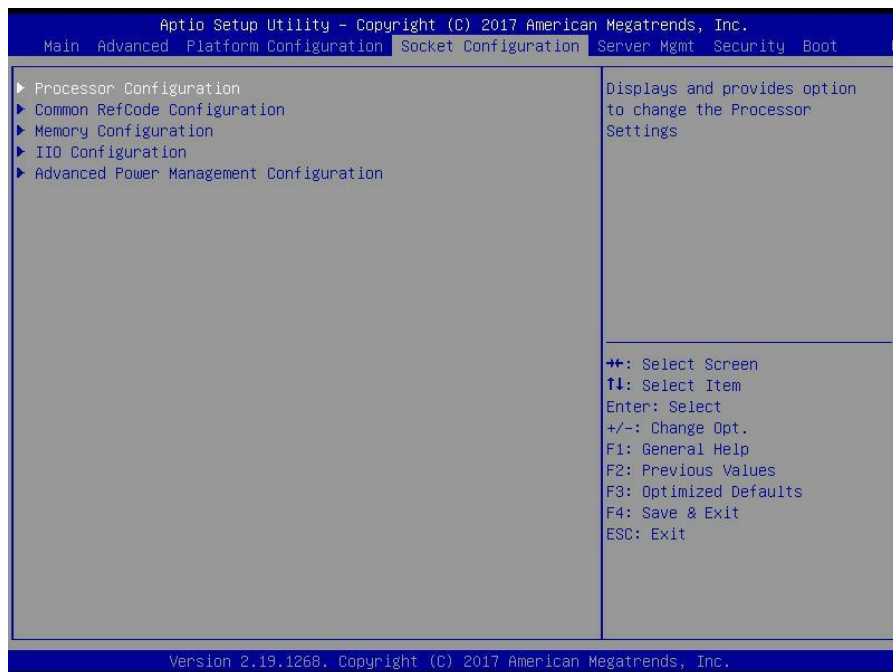 Aptio Setup Utility – Copyright (C) 2017 American Megatrends, Inc.
Main Advanced Platform Configuration Socket Configuration Server Mgmt Security Boot
Processor Configuration
Common RefCode Configuration
Memory Configuration
IIO Configuration
Advanced Power Management Configuration
Displays and provides option
to change the Processor
Settings
→←: Select Screen
↑↓: Select Item
Enter: Select
+/-: Change Opt.
F1: General Help
F2: Previous Values
F3: Optimized Defaults
F4: Save & Exit
ESC: Exit
Version 2.19.1268. Copyright (C) 2017 American Megatrends, Inc.